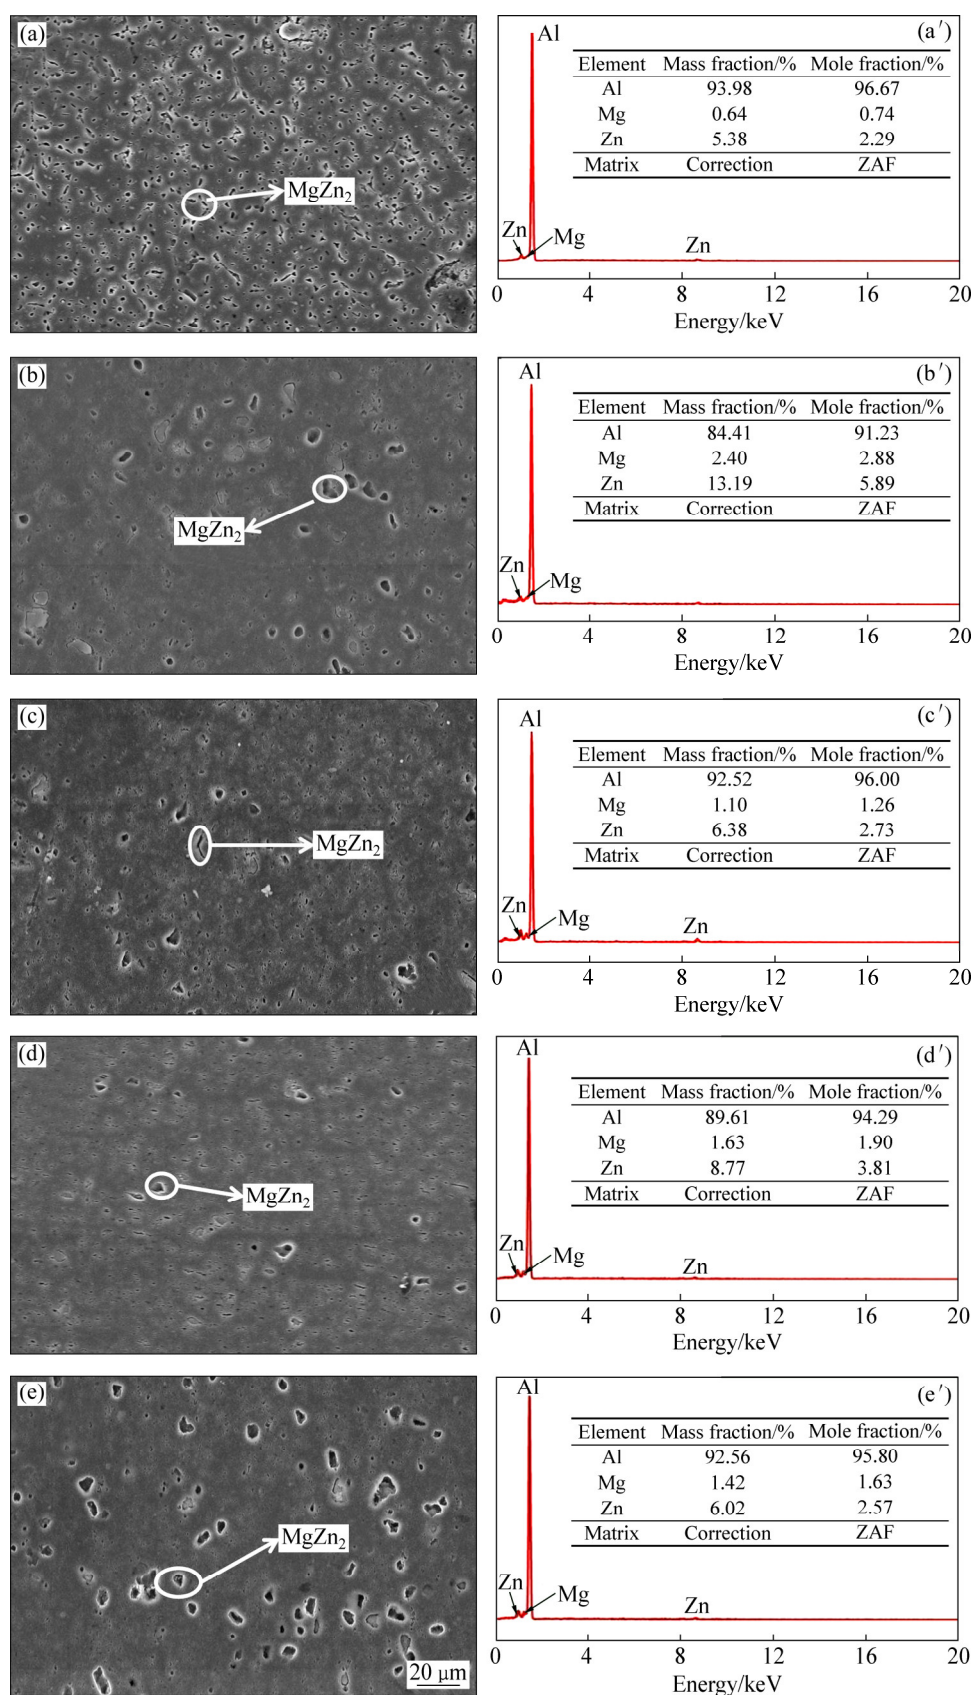 (a)
MgZn2
Al
(a′)
Element Mass fraction/% Mole fraction/%
Al 93.98 96.67
Mg 0.64 0.74
Zn 5.38 2.29
Matrix Correction ZAF
Zn
Mg
Zn
0 4 8 12 16 20
Energy/keV
(b)
MgZn2
Al
(b′)
Element Mass fraction/% Mole fraction/%
Al 84.41 91.23
Mg 2.40 2.88
Zn 13.19 5.89
Matrix Correction ZAF
Zn
Mg
0 4 8 12 16 20
Energy/keV
(c)
MgZn2
Al
(c′)
Element Mass fraction/% Mole fraction/%
Al 92.52 96.00
Mg 1.10 1.26
Zn 6.38 2.73
Matrix Correction ZAF
Zn
Mg
Zn
0 4 8 12 16 20
Energy/keV
(d)
MgZn2
Al
(d′)
Element Mass fraction/% Mole fraction/%
Al 89.61 94.29
Mg 1.63 1.90
Zn 8.77 3.81
Matrix Correction ZAF
Zn
Mg
Zn
0 4 8 12 16 20
Energy/keV
(e)
MgZn2
20 μm
Al
(e′)
Element Mass fraction/% Mole fraction/%
Al 92.56 95.80
Mg 1.42 1.63
Zn 6.02 2.57
Matrix Correction ZAF
Zn
Mg
Zn
0 4 8 12 16 20
Energy/keV